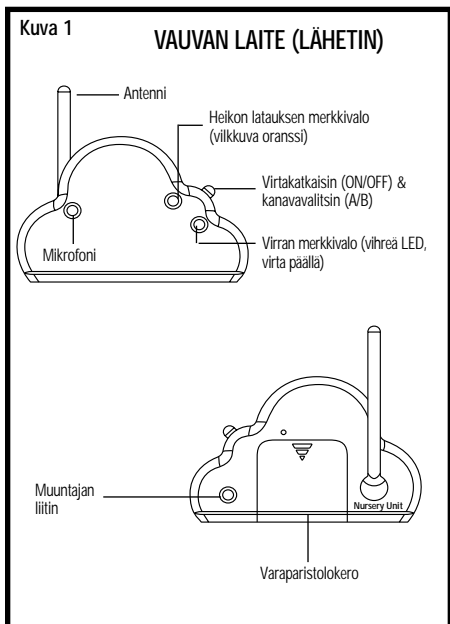 Kuva 1
VAUVAN LAITE (LÄHETIN)
Antenni
Heikon latauksen merkkivalo
(vilkkuva oranssi)
Virtakatkaisin (ON/OFF) &
kanavavalitsin (A/B)
Mikrofoni
Virran merkkivalo (vihreä LED,
virta päällä)
Muuntajan
liitin
Nursery Unit
Varaparistolokero